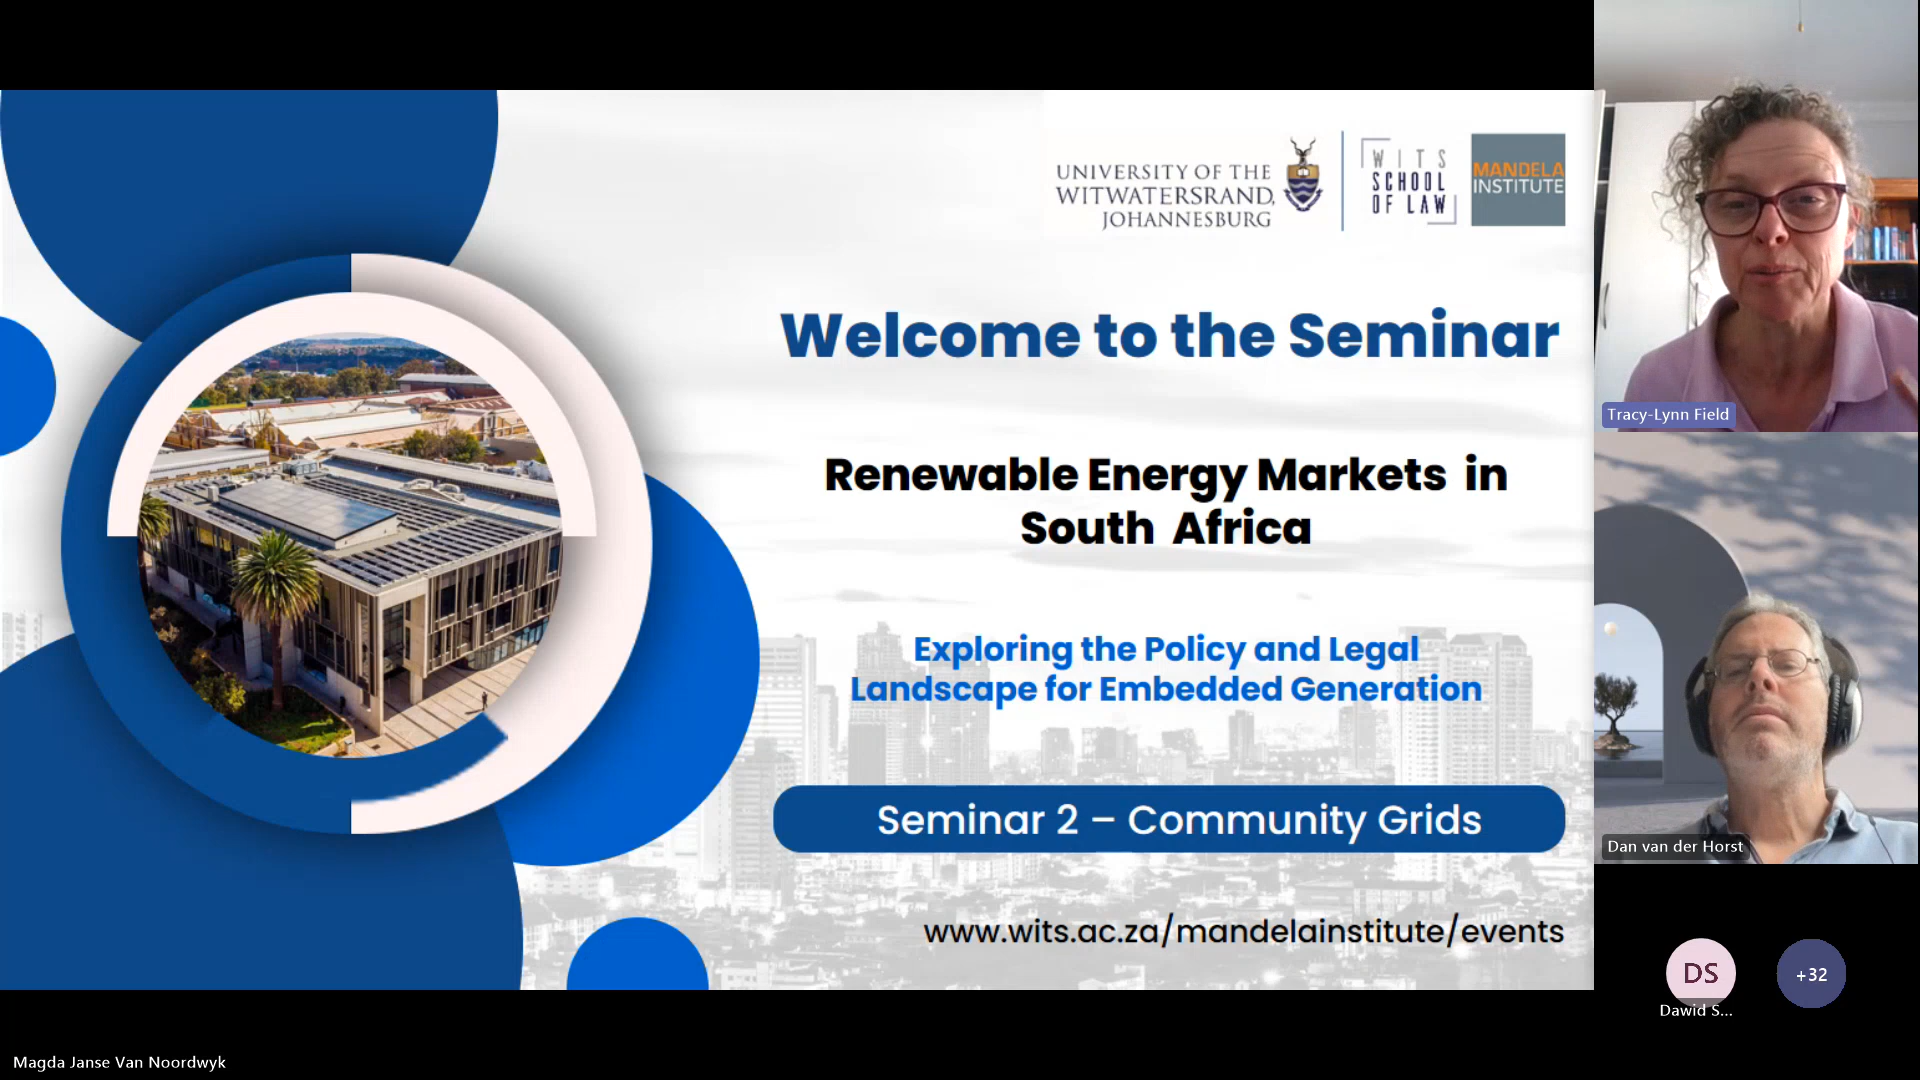 UNIVERSITY OF THE
WITWATERSRAND,
JOHANNESBURG
WITS
SCHOOL
OF LAW
MANDELA
INSTITUTE
Welcome to the Seminar
Renewable Energy Markets in
South Africa
Exploring the Policy and Legal
Landscape for Embedded Generation
Seminar 2 – Community Grids
www.wits.ac.za/mandelainstitute/events
Tracy-Lynn Field
Dan van der Horst
DS
+32
Dawid S...
Magda Janse Van Noordwyk